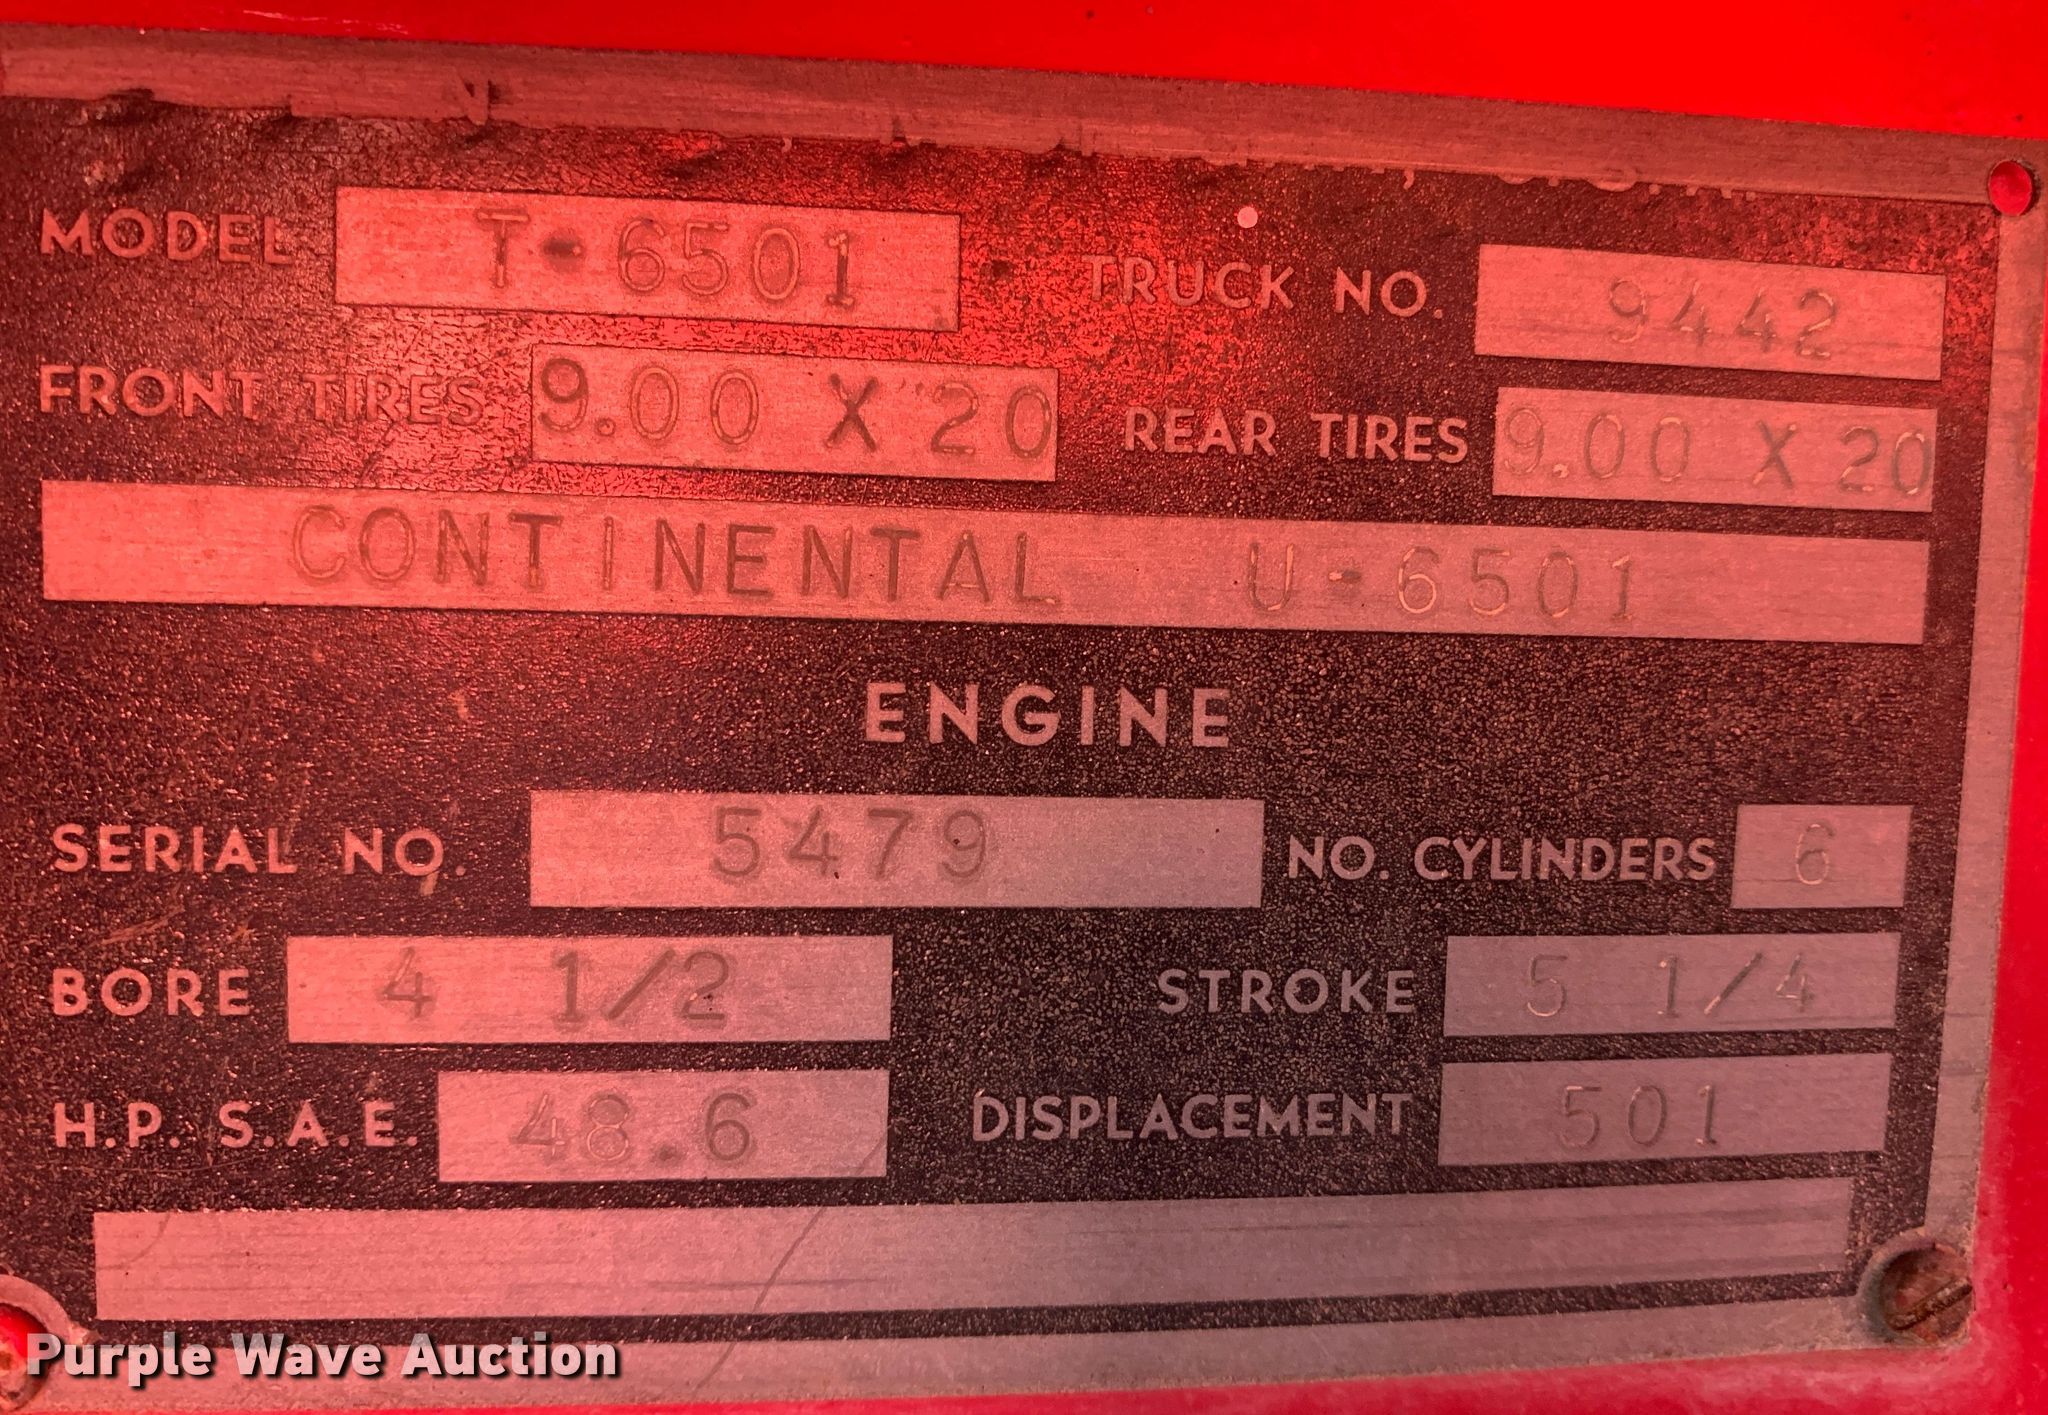 MODEL T-6501 TRUCK NO. 9442
FRONT TIRES 9.00 X 20 REAR TIRES 9.00 X 20
CONTINENTAL U-6501
ENGINE
SERIAL NO. 5479 NO. CYLINDERS 6
BORE 4 1/2 STROKE 5 1/4
H.P. S.A.E. 48.6 DISPLACEMENT 501
Purple Wave Auction